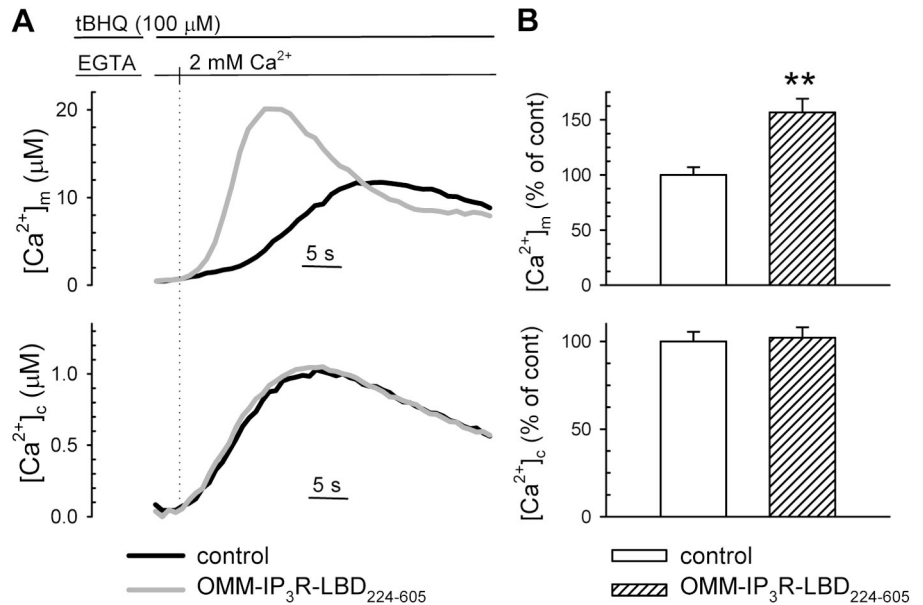 A
tBHQ (100 µM)
EGTA
2 mM Ca²⁺
20
10
0
[Ca²⁺]ₘ (µM)
5 s
1.0
0.5
0.0
[Ca²⁺]c (µM)
5 s
control
OMM-IP₃R-LBD₂₂₄₋₆₀₅
B
**
150
100
50
0
[Ca²⁺]ₘ (% of cont)
100
50
0
[Ca²⁺]c (% of cont)
control
OMM-IP₃R-LBD₂₂₄₋₆₀₅